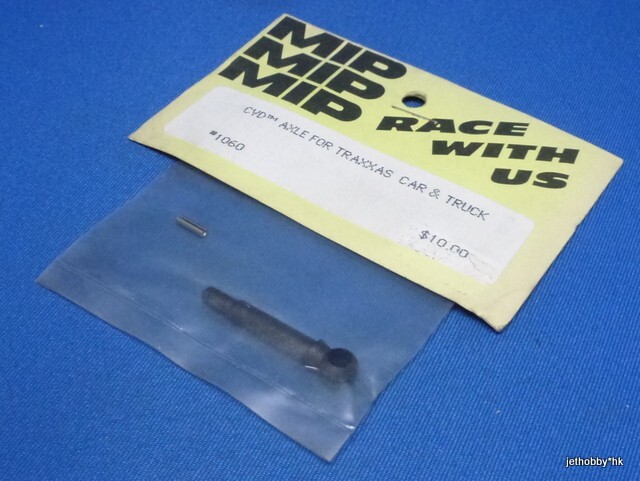 MIP
MIP
MIP
RACE
WITH
US
CVD™ AXLE FOR TRAXXAS CAR & TRUCK
#1060
$10.00
jethobby*hk